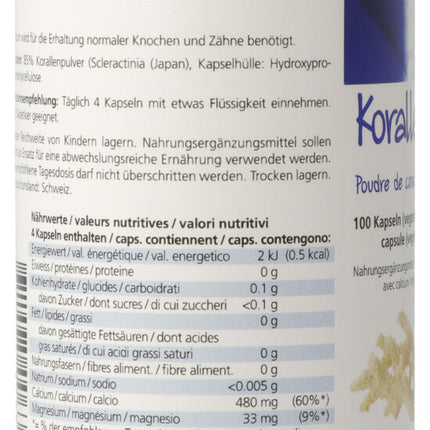 wird für die Erhaltung normaler Knochen und Zähne benötigt.
83% Korallenpulver (Scleractinia (Japan), Kapselhülle: Hydroxypro-
Täglich 4 Kapseln mit etwas Flüssigkeit einnehmen.
geeignet.
Reichweite von Kindern lagern. Nahrungsergänzungsmittel sollen
als Ersatz für eine abwechslungsreiche Ernährung verwendet werden.
Tagesdosis darf nicht überschritten werden. Trocken lagern.
Schweiz.
Nährwerte / valeurs nutritives / valori nutritivi
4 Kapseln enthalten / caps. contiennent / caps. contengono:
Energiewert / val. énergétique / val. energetico 2 kJ (0.5 kcal)
Eiweiss / protéines / proteine 0 g
Kohlenhydrate / glucides / carboidrati 0.1 g
davon Zucker / dont sucres / di cui zuccheri <0.1 g
Fett / lipides / grassi 0 g
davon gesättigte Fettsäuren / dont acides
gras saturés / di cui acidi grassi saturi 0 g
Nahrungsfasern / fibres aliment. / fibre aliment. 0 g
Natrium / sodium / sodio <0.005 g
Calcium / calcium / calcio 480 mg (60%*)
Magnesium / magnésium / magnesio 33 mg (9%*)
*= % der
Korall
Poudre de
100 Kapseln
capsule
Nahrungsergänzungsmittel
avec calcium